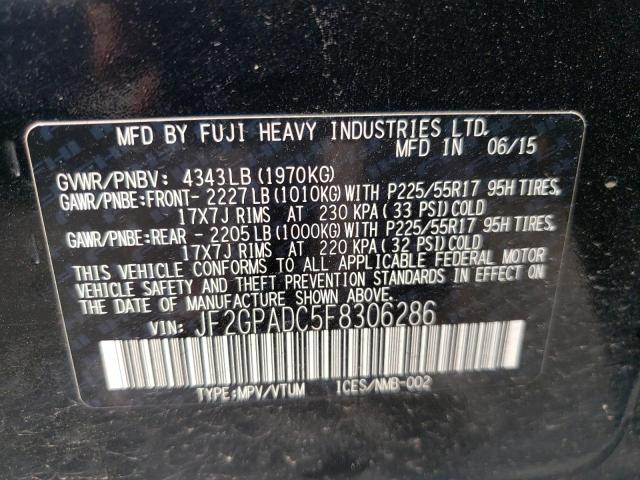 MFD BY FUJI HEAVY INDUSTRIES LTD.
MFD IN 06/15
GVWR/PNBV: 4343LB (1970KG)
GAWR/PNBE:FRONT- 2227LB (1010KG) WITH P225/55R17 95H TIRES,
17X7J RIMS AT 230 KPA (33 PSI) COLD
GAWR/PNBE:REAR - 2205LB (1000KG) WITH P225/55R17 95H TIRES,
17X7J RIMS AT 220 KPA (32 PSI) COLD
THIS VEHICLE CONFORMS TO ALL APPLICABLE FEDERAL MOTOR
VEHICLE SAFETY AND THEFT PREVENTION STANDARDS IN EFFECT ON
THE DATE OF MANUFACTURE SHOWN ABOVE.
VIN: JF2GPADC5F8306286
TYPE:MPV/VTUM ICES/NMB-002